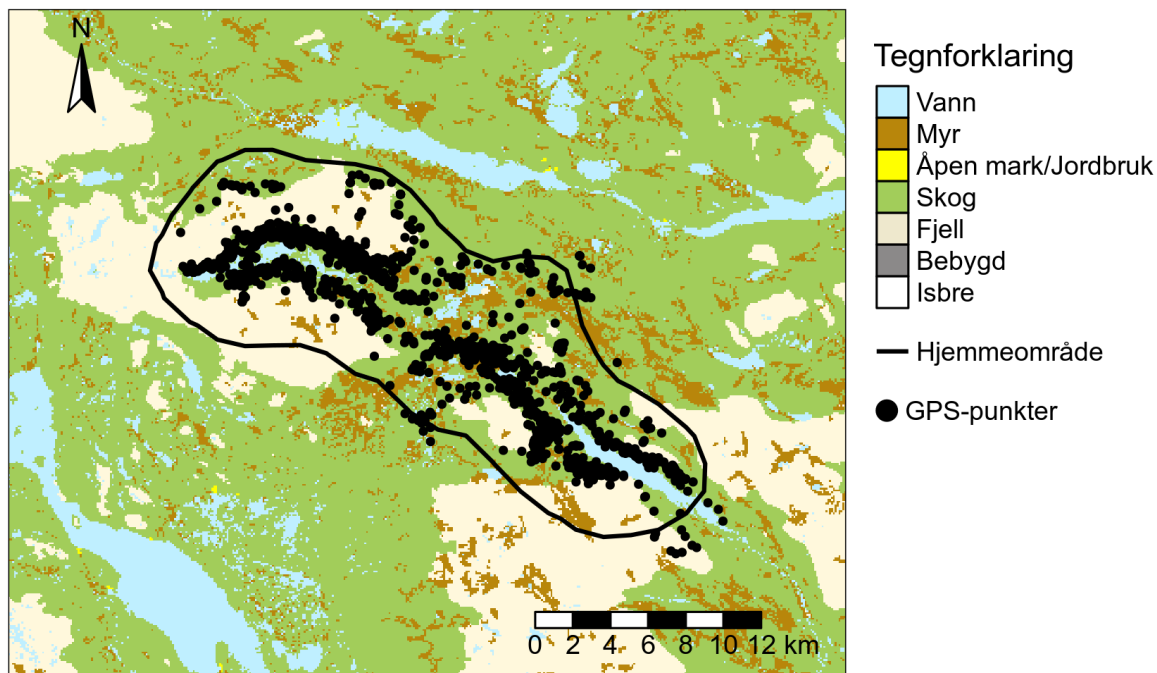 N
Tegnforklaring
Vann
Myr
Åpen mark/Jordbruk
Skog
Fjell
Bebygd
Isbre
Hjemmeområde
GPS-punkter
0 2 4 6 8 10 12 km